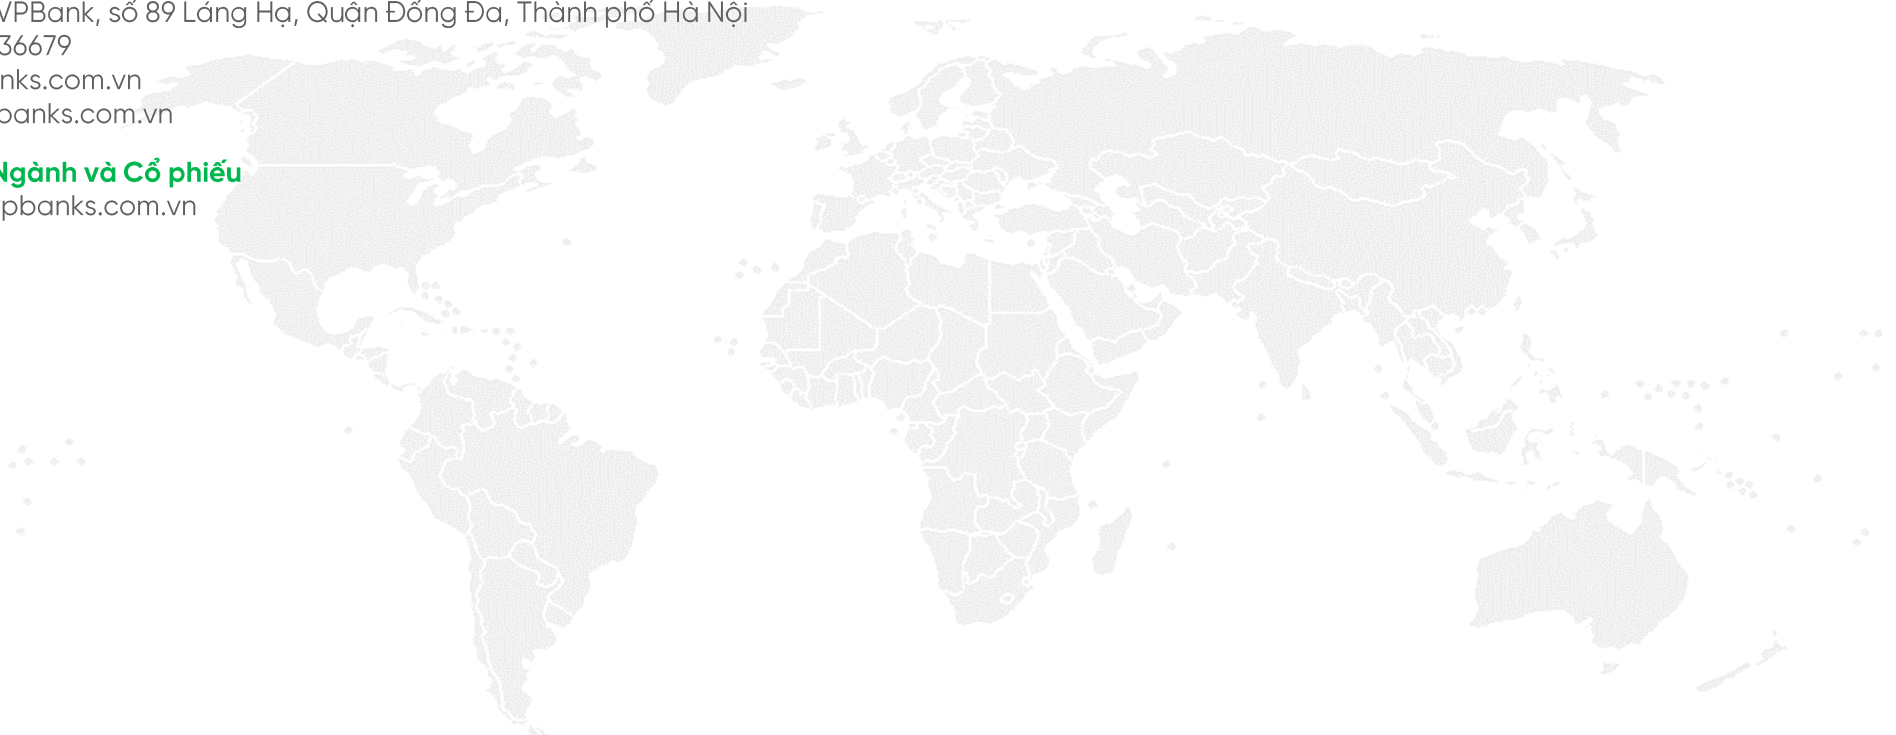 VPBank, số 89 Láng Hạ, Quận Đống Đa, Thành phố Hà Nội
36679
nks.com.vn
banks.com.vn
Ngành và Cổ phiếu
pbanks.com.vn